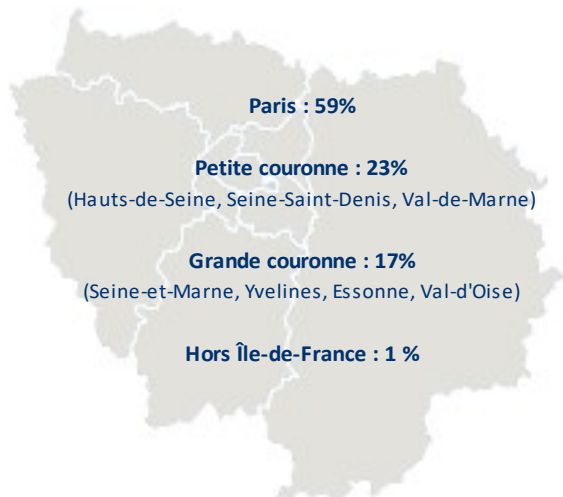 Paris : 59%
Petite couronne : 23%
(Hauts-de-Seine, Seine-Saint-Denis, Val-de-Marne)
Grande couronne : 17%
(Seine-et-Marne, Yvelines, Essonne, Val-d'Oise)
Hors Île-de-France : 1 %